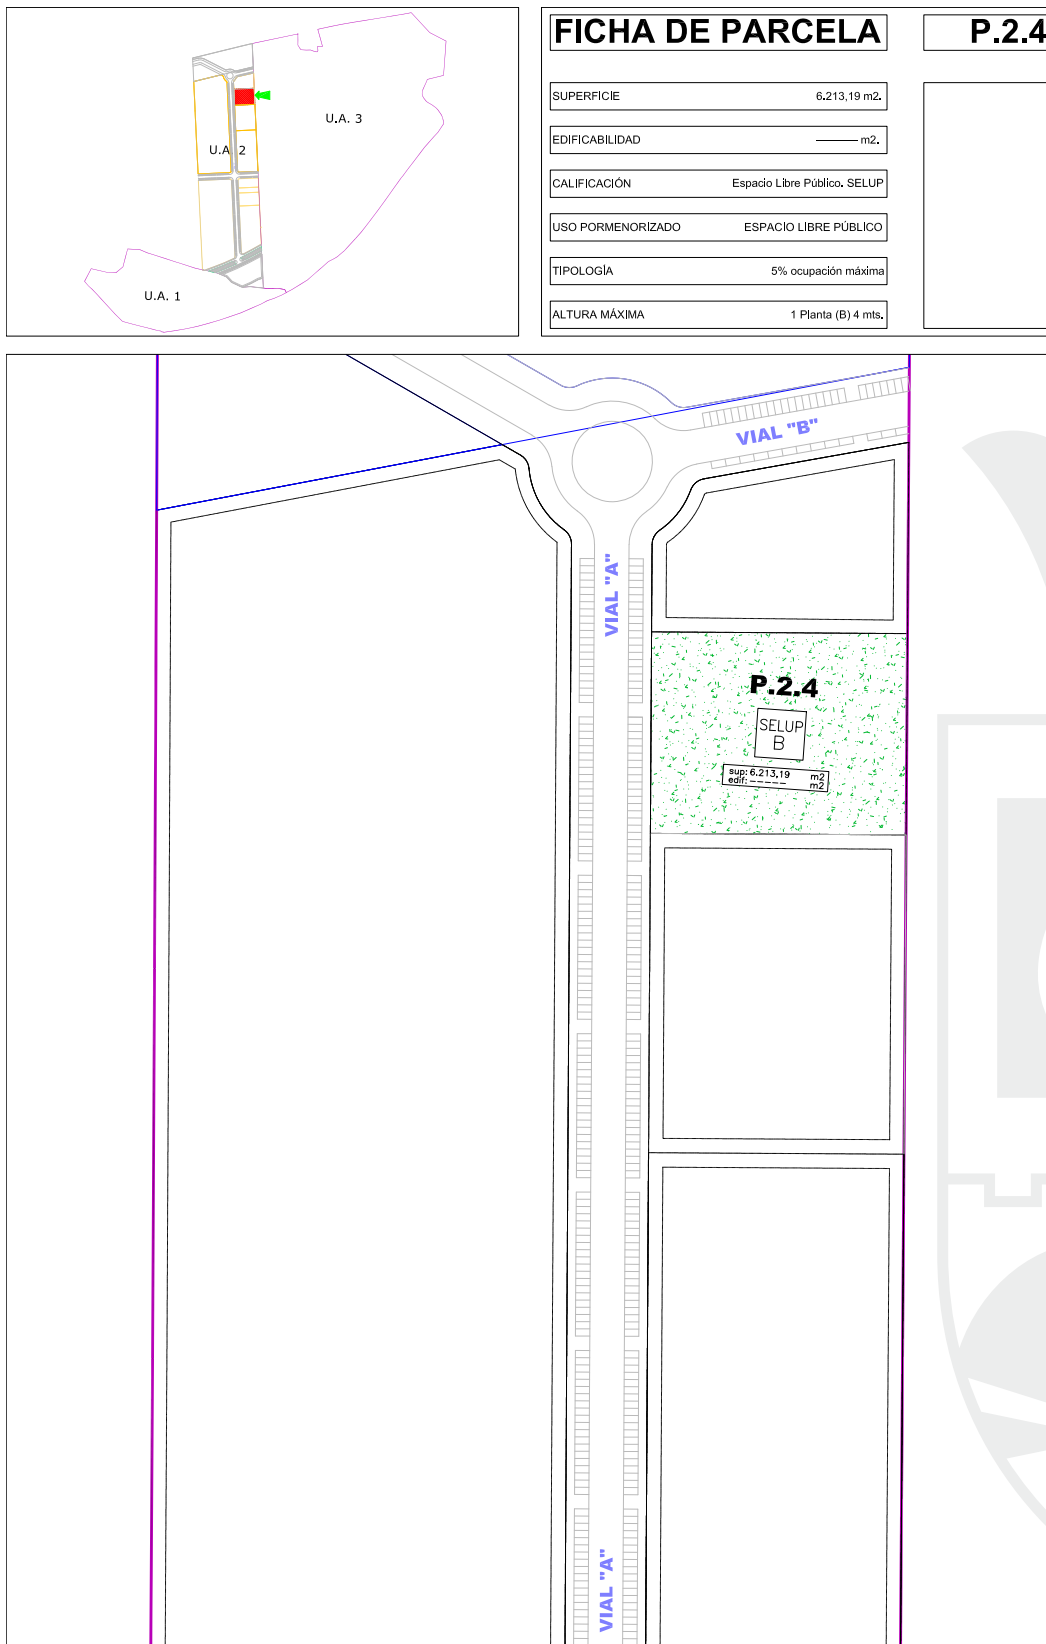 U.A. 3
U.A. 2
U.A. 1
FICHA DE PARCELA
P.2.4
SUPERFICIE 6.213,19 m2.
EDIFICABILIDAD ——— m2.
CALIFICACIÓN Espacio Libre Público. SELUP
USO PORMENORIZADO ESPACIO LIBRE PÚBLICO
TIPOLOGÍA 5% ocupación máxima
ALTURA MÁXIMA 1 Planta (B) 4 mts.
VIAL "B"
VIAL "A"
P.2.4
SELUP
B
sup: 6.213,19 m2
edif: ----- m2
VIAL "A"